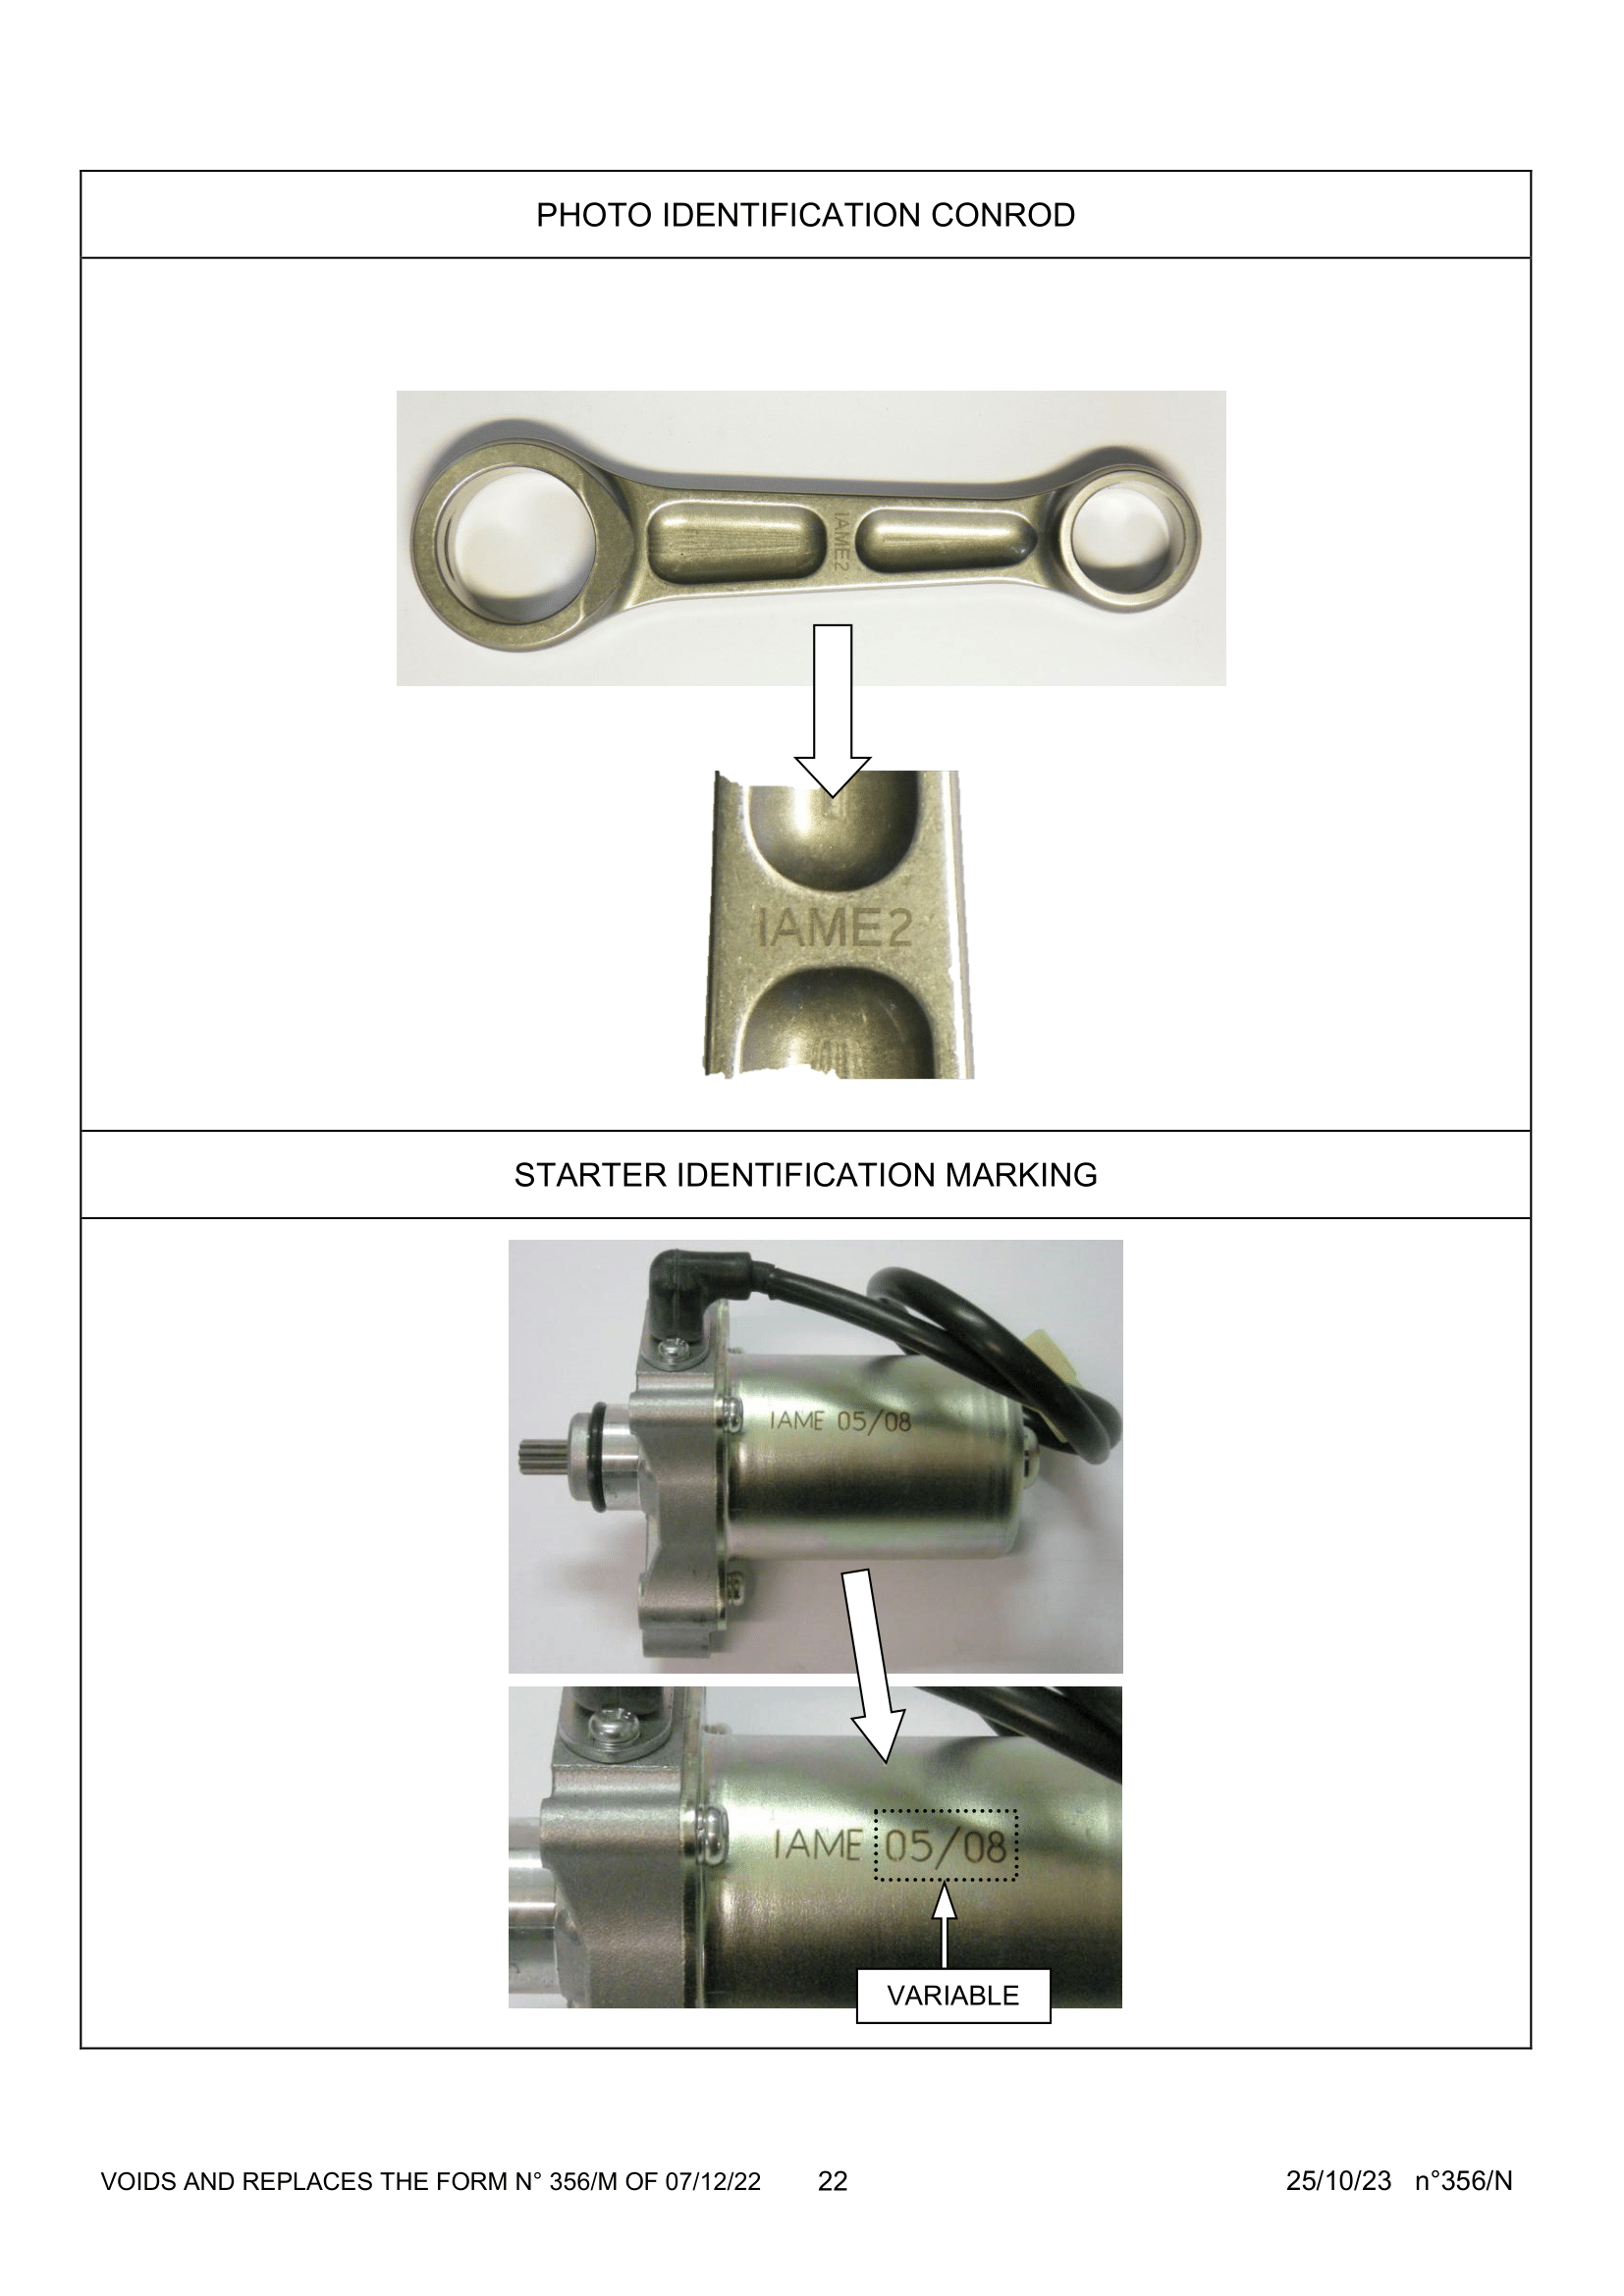 PHOTO IDENTIFICATION CONROD
IAME2
IAME2
STARTER IDENTIFICATION MARKING
IAME 05/08
IAME 05/08
VARIABLE
VOIDS AND REPLACES THE FORM N° 356/M OF 07/12/22 22 25/10/23 n°356/N